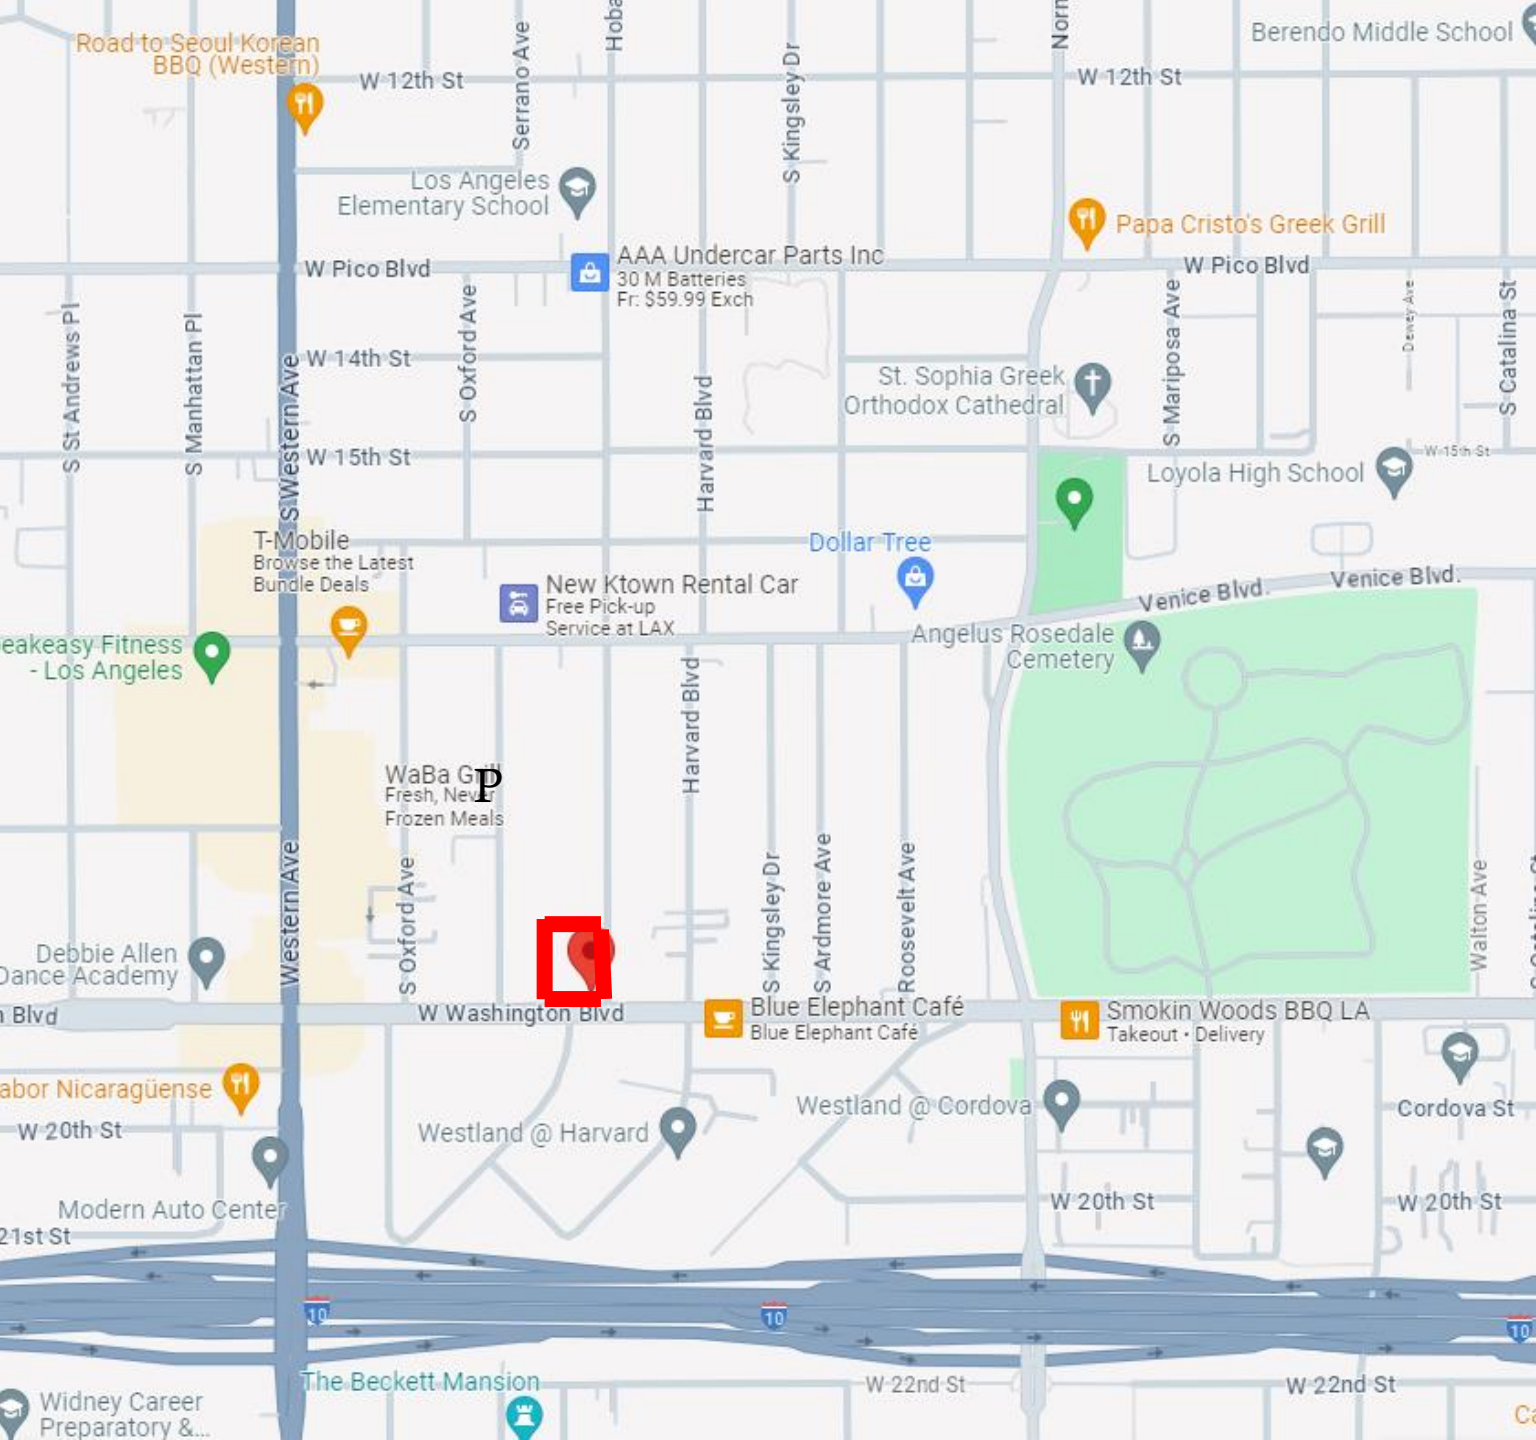 Road to Seoul Korean
BBQ (Western)
W 12th St
Serrano Ave
Hoba
S Kingsley Dr
Norn
W 12th St
Berendo Middle School
Los Angeles
Elementary School
Papa Cristo's Greek Grill
W Pico Blvd
AAA Undercar Parts Inc
30 M Batteries
Fr: $59.99 Exch
W Pico Blvd
S St Andrews Pl
S Manhattan Pl
S Western Ave
W 14th St
S Oxford Ave
Harvard Blvd
St. Sophia Greek
Orthodox Cathedral
S Mariposa Ave
Dewey Ave
S Catalina St
W 15th St
W 15th St
Loyola High School
T-Mobile
Browse the Latest
Bundle Deals
Dollar Tree
New Ktown Rental Car
Free Pick-up
Service at LAX
Venice Blvd.
Venice Blvd.
eakeasy Fitness
- Los Angeles
Angelus Rosedale
Cemetery
Harvard Blvd
WaBa Grill
P
Fresh, Never
Frozen Meals
Western Ave
S Oxford Ave
S Kingsley Dr
S Ardmore Ave
Roosevelt Ave
Walton Ave
Debbie Allen
Dance Academy
n Blvd
W Washington Blvd
Blue Elephant Café
Blue Elephant Café
Smokin Woods BBQ LA
Takeout • Delivery
abor Nicaragüense
W 20th St
Westland @ Harvard
Westland @ Cordova
Cordova St
Modern Auto Center
W 20th St
W 20th St
21st St
10
10
10
The Beckett Mansion
W 22nd St
W 22nd St
Widney Career
Preparatory &...
Ca